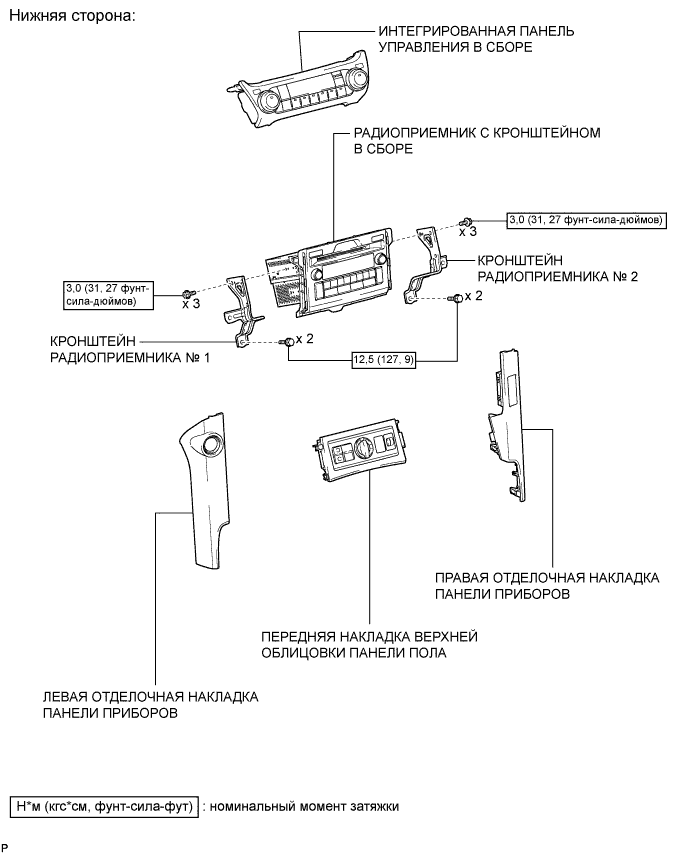 Нижняя сторона:
ИНТЕГРИРОВАННАЯ ПАНЕЛЬ
УПРАВЛЕНИЯ В СБОРЕ
РАДИОПРИЕМНИК С КРОНШТЕЙНОМ
В СБОРЕ
3,0 (31, 27 фунт-сила-дюймов)
x 3
КРОНШТЕЙН
РАДИОПРИЕМНИКА № 2
3,0 (31, 27 фунт-
сила-дюймов)
x 3
x 2
КРОНШТЕЙН
РАДИОПРИЕМНИКА № 1
x 2
12,5 (127, 9)
ПРАВАЯ ОТДЕЛОЧНАЯ НАКЛАДКА
ПАНЕЛИ ПРИБОРОВ
ПЕРЕДНЯЯ НАКЛАДКА ВЕРХНЕЙ
ОБЛИЦОВКИ ПАНЕЛИ ПОЛА
ЛЕВАЯ ОТДЕЛОЧНАЯ НАКЛАДКА
ПАНЕЛИ ПРИБОРОВ
Н*м (кгс*см, фунт-сила-фут) : номинальный момент затяжки
P